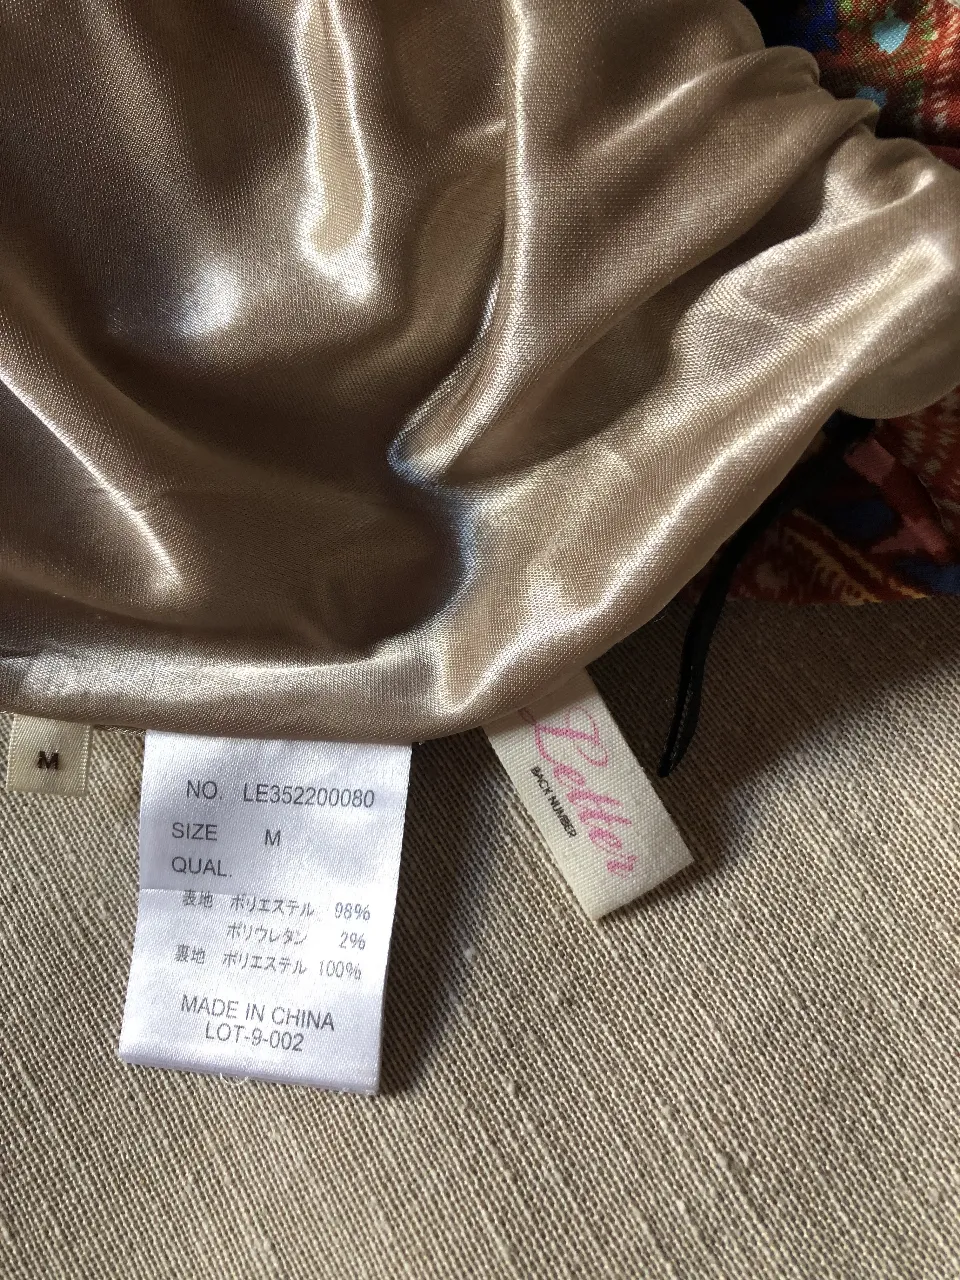 M
NO. LE352200080
SIZE M
QUAL.
表地 ポリエステル 98%
ポリウレタン 2%
裏地 ポリエステル 100%
MADE IN CHINA
LOT-9-002
BACK NUMBER